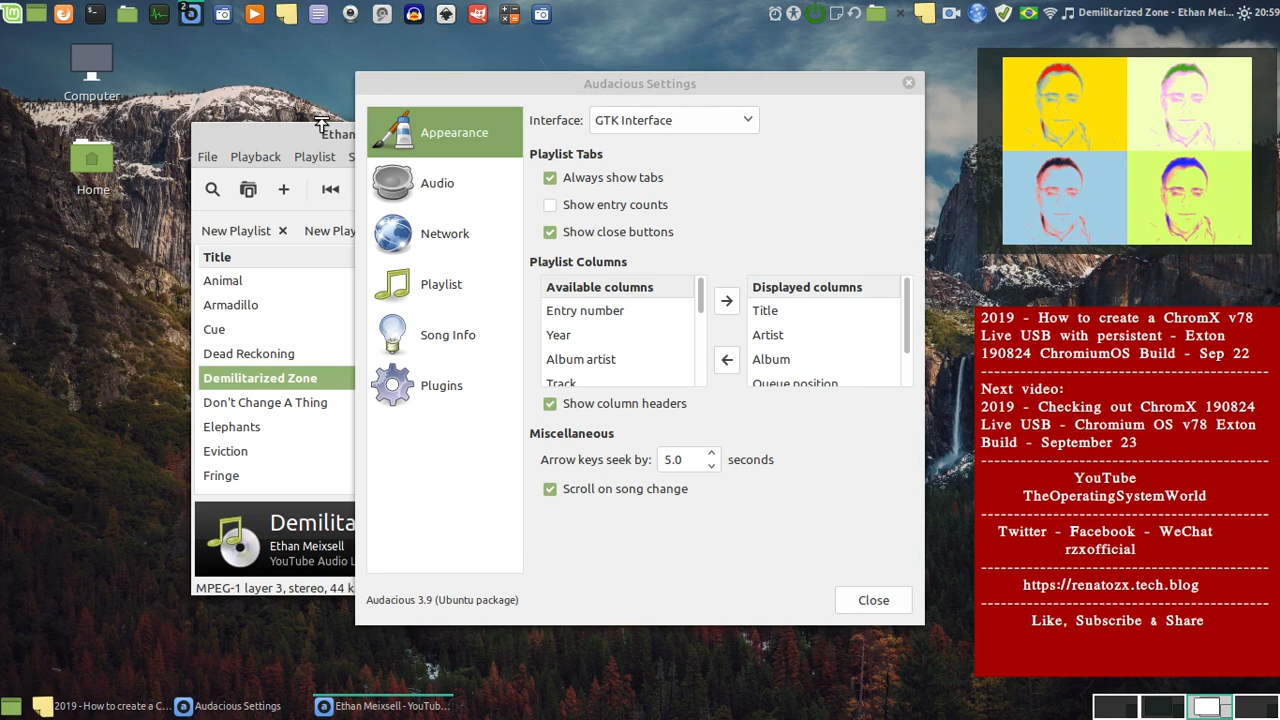 Demilitarized Zone - Ethan Mei...
20:59
2
Computer
Home
Ethan
File
Playback
Playlist
S
New Playlist
New Play
Title
Animal
Armadillo
Cue
Dead Reckoning
Demilitarized Zone
Don't Change A Thing
Elephants
Eviction
Fringe
Demilita
Ethan Meixsell
YouTube Audio L
MPEG-1 layer 3, stereo, 44 k
Audacious Settings
Appearance
Audio
Network
Playlist
Song Info
Plugins
Interface:
GTK Interface
Playlist Tabs
Always show tabs
Show entry counts
Show close buttons
Playlist Columns
Available columns
Entry number
Year
Album artist
Track
Displayed columns
Title
Artist
Album
Queue position
Show column headers
Miscellaneous
Arrow keys seek by: 5.0 seconds
Scroll on song change
Audacious 3.9 (Ubuntu package)
Close
2019 - How to create a ChromX v78
Live USB with persistent - Exton
190824 ChromiumOS Build - Sep 22
---------------------------------
Next video:
2019 - Checking out ChromX 190824
Live USB - Chromium OS v78 Exton
Build - September 23
---------------------------------
YouTube
TheOperatingSystemWorld
---------------------------------
Twitter - Facebook - WeChat
rzxofficial
---------------------------------
https://renatozx.tech.blog
---------------------------------
Like, Subscribe & Share
2019 - How to create a C...
Audacious Settings
Ethan Meixsell - YouTub...